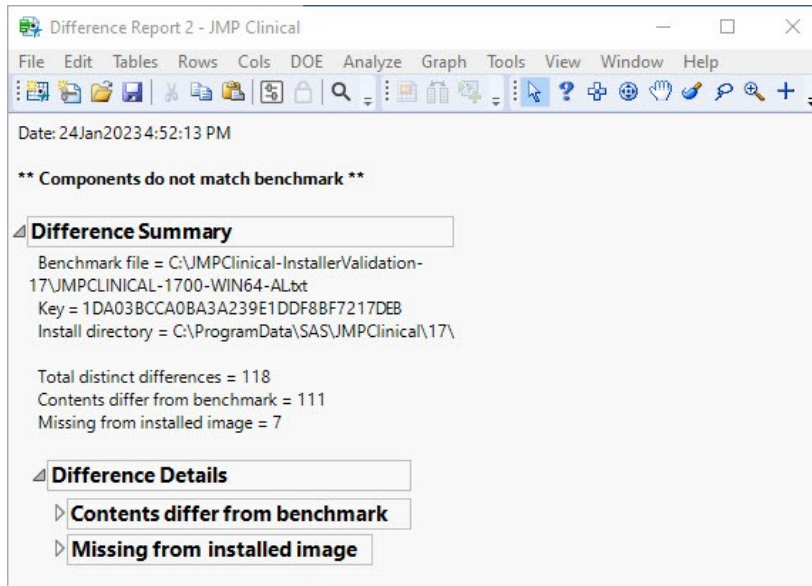 Difference Report 2 - JMP Clinical
File Edit Tables Rows Cols DOE Analyze Graph Tools View Window Help
Date: 24Jan2023 4:52:13 PM
** Components do not match benchmark **
Difference Summary
Benchmark file = C:\JMPClinical-InstallerValidation-
17\JMPCLINICAL-1700-WIN64-AL.txt
Key = 1DA03BCCA0BA3A239E1DDF8BF7217DEB
Install directory = C:\ProgramData\SAS\JMPClinical\17\
Total distinct differences = 118
Contents differ from benchmark = 111
Missing from installed image = 7
Difference Details
Contents differ from benchmark
Missing from installed image